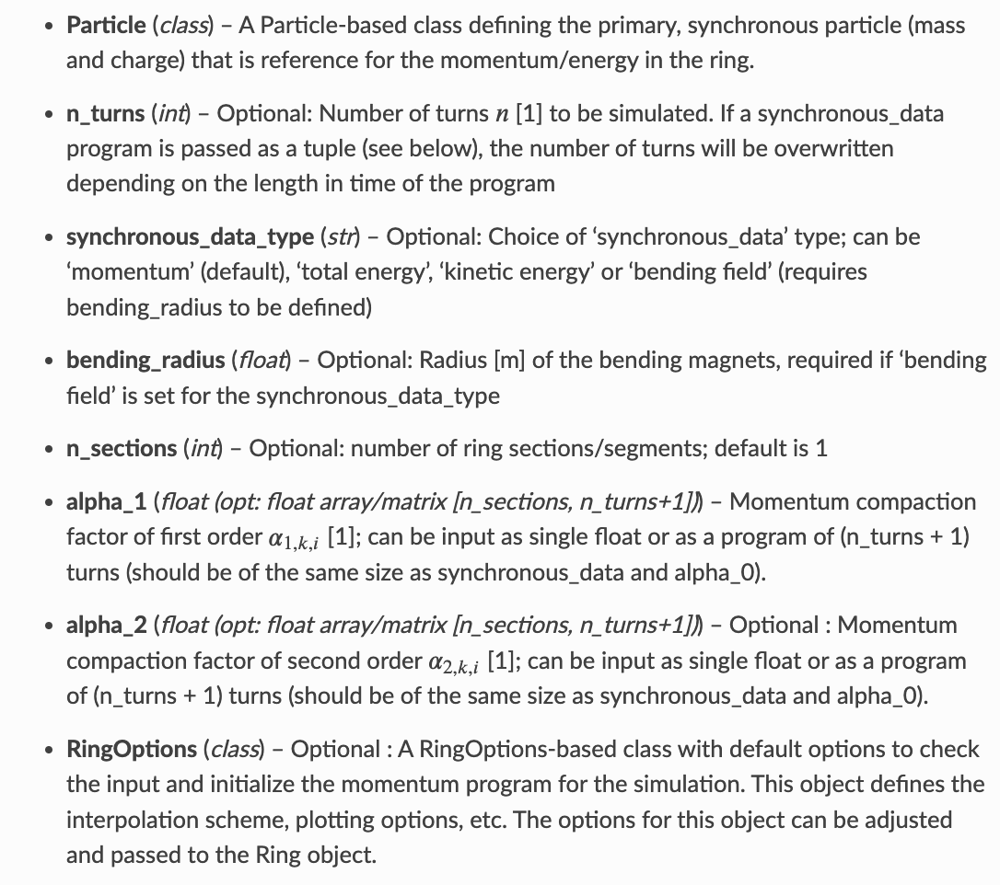 • Particle (class) – A Particle-based class defining the primary, synchronous particle (mass
and charge) that is reference for the momentum/energy in the ring.
• n_turns (int) – Optional: Number of turns n [1] to be simulated. If a synchronous_data
program is passed as a tuple (see below), the number of turns will be overwritten
depending on the length in time of the program
• synchronous_data_type (str) – Optional: Choice of ‘synchronous_data’ type; can be
‘momentum’ (default), ‘total energy’, ‘kinetic energy’ or ‘bending field’ (requires
bending_radius to be defined)
• bending_radius (float) – Optional: Radius [m] of the bending magnets, required if ‘bending
field’ is set for the synchronous_data_type
• n_sections (int) – Optional: number of ring sections/segments; default is 1
• alpha_1 (float (opt: float array/matrix [n_sections, n_turns+1])) – Momentum compaction
factor of first order α1,k,i [1]; can be input as single float or as a program of (n_turns + 1)
turns (should be of the same size as synchronous_data and alpha_0).
• alpha_2 (float (opt: float array/matrix [n_sections, n_turns+1])) – Optional : Momentum
compaction factor of second order α2,k,i [1]; can be input as single float or as a program
of (n_turns + 1) turns (should be of the same size as synchronous_data and alpha_0).
• RingOptions (class) – Optional : A RingOptions-based class with default options to check
the input and initialize the momentum program for the simulation. This object defines the
interpolation scheme, plotting options, etc. The options for this object can be adjusted
and passed to the Ring object.